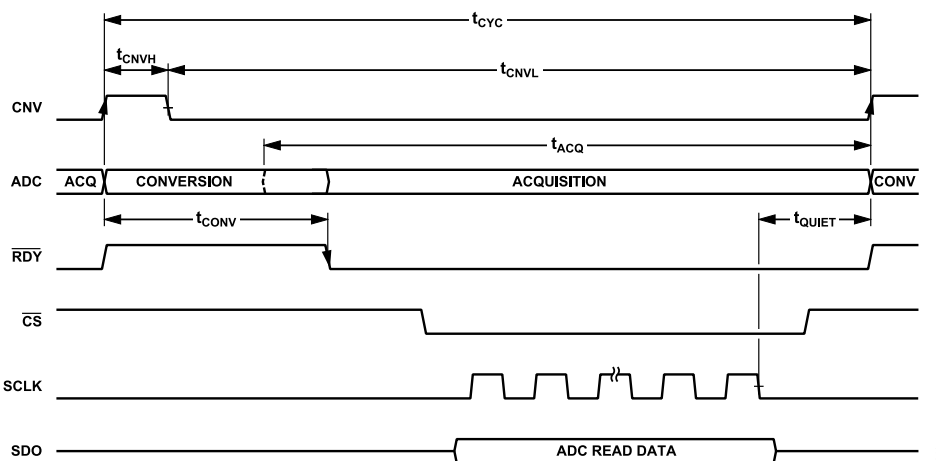 tCYC
tCNVH
tCNVL
CNV
tACQ
ADC ACQ CONVERSION ACQUISITION CONV
tCONV
tQUIET
RDY
CS
SCLK
SDO ADC READ DATA